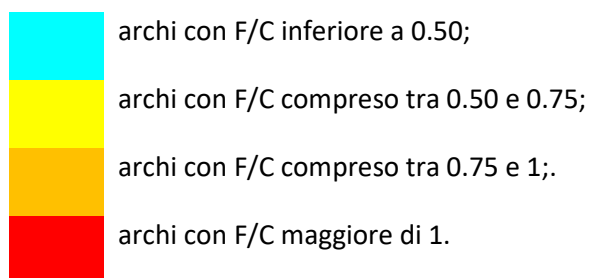 archi con F/C inferiore a 0.50;
archi con F/C compreso tra 0.50 e 0.75;
archi con F/C compreso tra 0.75 e 1;.
archi con F/C maggiore di 1.